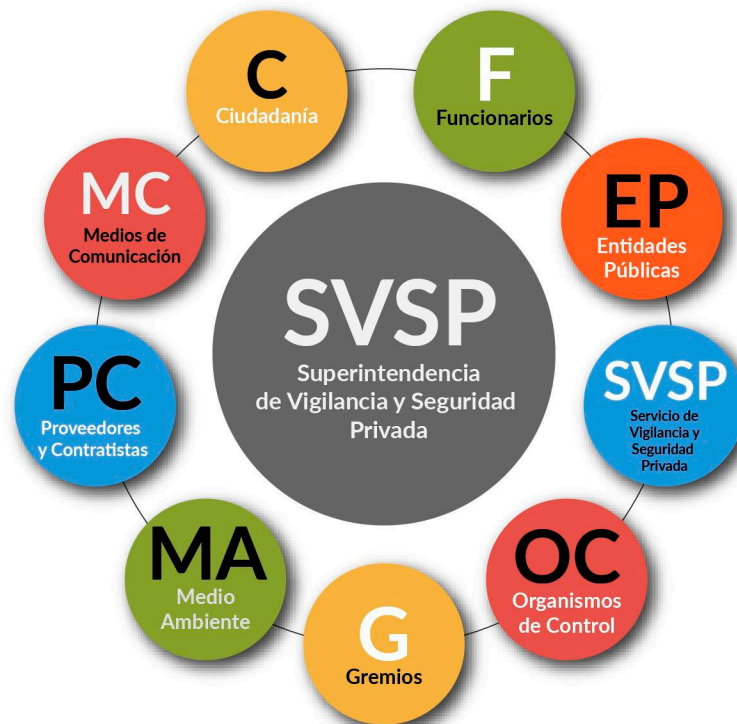 C
Ciudadanía
F
Funcionarios
MC
Medios de
Comunicación
EP
Entidades
Públicas
SVSP
Superintendencia
de Vigilancia y Seguridad
Privada
PC
Proveedores
y Contratistas
SVSP
Servicio de
Vigilancia y
Seguridad
Privada
MA
Medio
Ambiente
OC
Organismos
de Control
G
Gremios